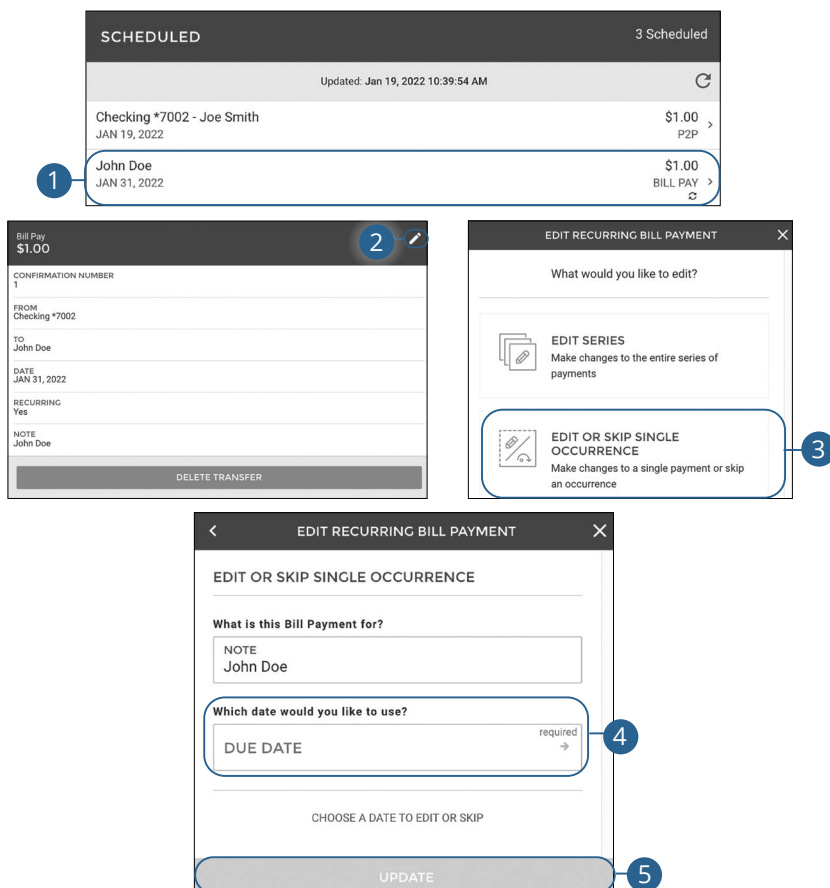 SCHEDULED
3 Scheduled
Updated: Jan 19, 2022 10:39:54 AM
Checking *7002 - Joe Smith
$1.00
JAN 19, 2022
P2P
1
John Doe
$1.00
JAN 31, 2022
BILL PAY
Bill Pay
$1.00
2
CONFIRMATION NUMBER
1
FROM
Checking *7002
TO
John Doe
DATE
JAN 31, 2022
RECURRING
Yes
NOTE
John Doe
DELETE TRANSFER
EDIT RECURRING BILL PAYMENT
What would you like to edit?
EDIT SERIES
Make changes to the entire series of
payments
EDIT OR SKIP SINGLE
OCCURRENCE
Make changes to a single payment or skip
an occurrence
3
EDIT RECURRING BILL PAYMENT
EDIT OR SKIP SINGLE OCCURRENCE
What is this Bill Payment for?
NOTE
John Doe
Which date would you like to use?
required
DUE DATE
4
CHOOSE A DATE TO EDIT OR SKIP
UPDATE
5